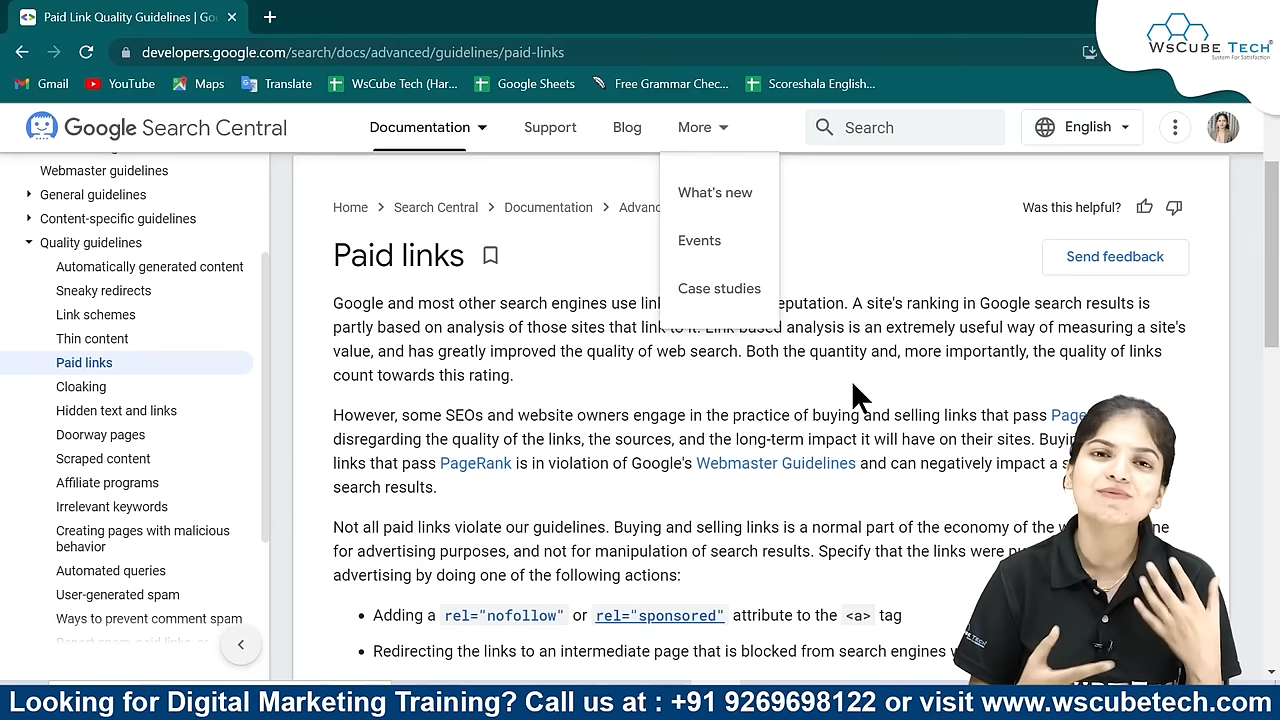 Paid Link Quality Guidelines | Go
developers.google.com/search/docs/advanced/guidelines/paid-links
WsCube Tech
System For Satisfaction
Gmail YouTube Maps Translate WsCube Tech (Har... Google Sheets Free Grammar Chec... Scoreshala English...
Google Search Central Documentation Support Blog More Search English
What's new
Events
Case studies
Webmaster guidelines
General guidelines
Content-specific guidelines
Quality guidelines
Automatically generated content
Sneaky redirects
Link schemes
Thin content
Paid links
Cloaking
Hidden text and links
Doorway pages
Scraped content
Affiliate programs
Irrelevant keywords
Creating pages with malicious
behavior
Automated queries
User-generated spam
Ways to prevent comment spam
Home Search Central Documentation Advanc Was this helpful?
Paid links Send feedback
Google and most other search engines use lin eputation. A site's ranking in Google search results is
partly based on analysis of those sites that link to it. Link-based analysis is an extremely useful way of measuring a site's
value, and has greatly improved the quality of web search. Both the quantity and, more importantly, the quality of links
count towards this rating.
However, some SEOs and website owners engage in the practice of buying and selling links that pass Page
disregarding the quality of the links, the sources, and the long-term impact it will have on their sites. Buyin
links that pass PageRank is in violation of Google's Webmaster Guidelines and can negatively impact a s
search results.
Not all paid links violate our guidelines. Buying and selling links is a normal part of the economy of the w ne
for advertising purposes, and not for manipulation of search results. Specify that the links were pu
advertising by doing one of the following actions:
• Adding a rel="nofollow" or rel="sponsored" attribute to the <a> tag
• Redirecting the links to an intermediate page that is blocked from search engines
Looking for Digital Marketing Training? Call us at : +91 9269698122 or visit www.wscubetech.com